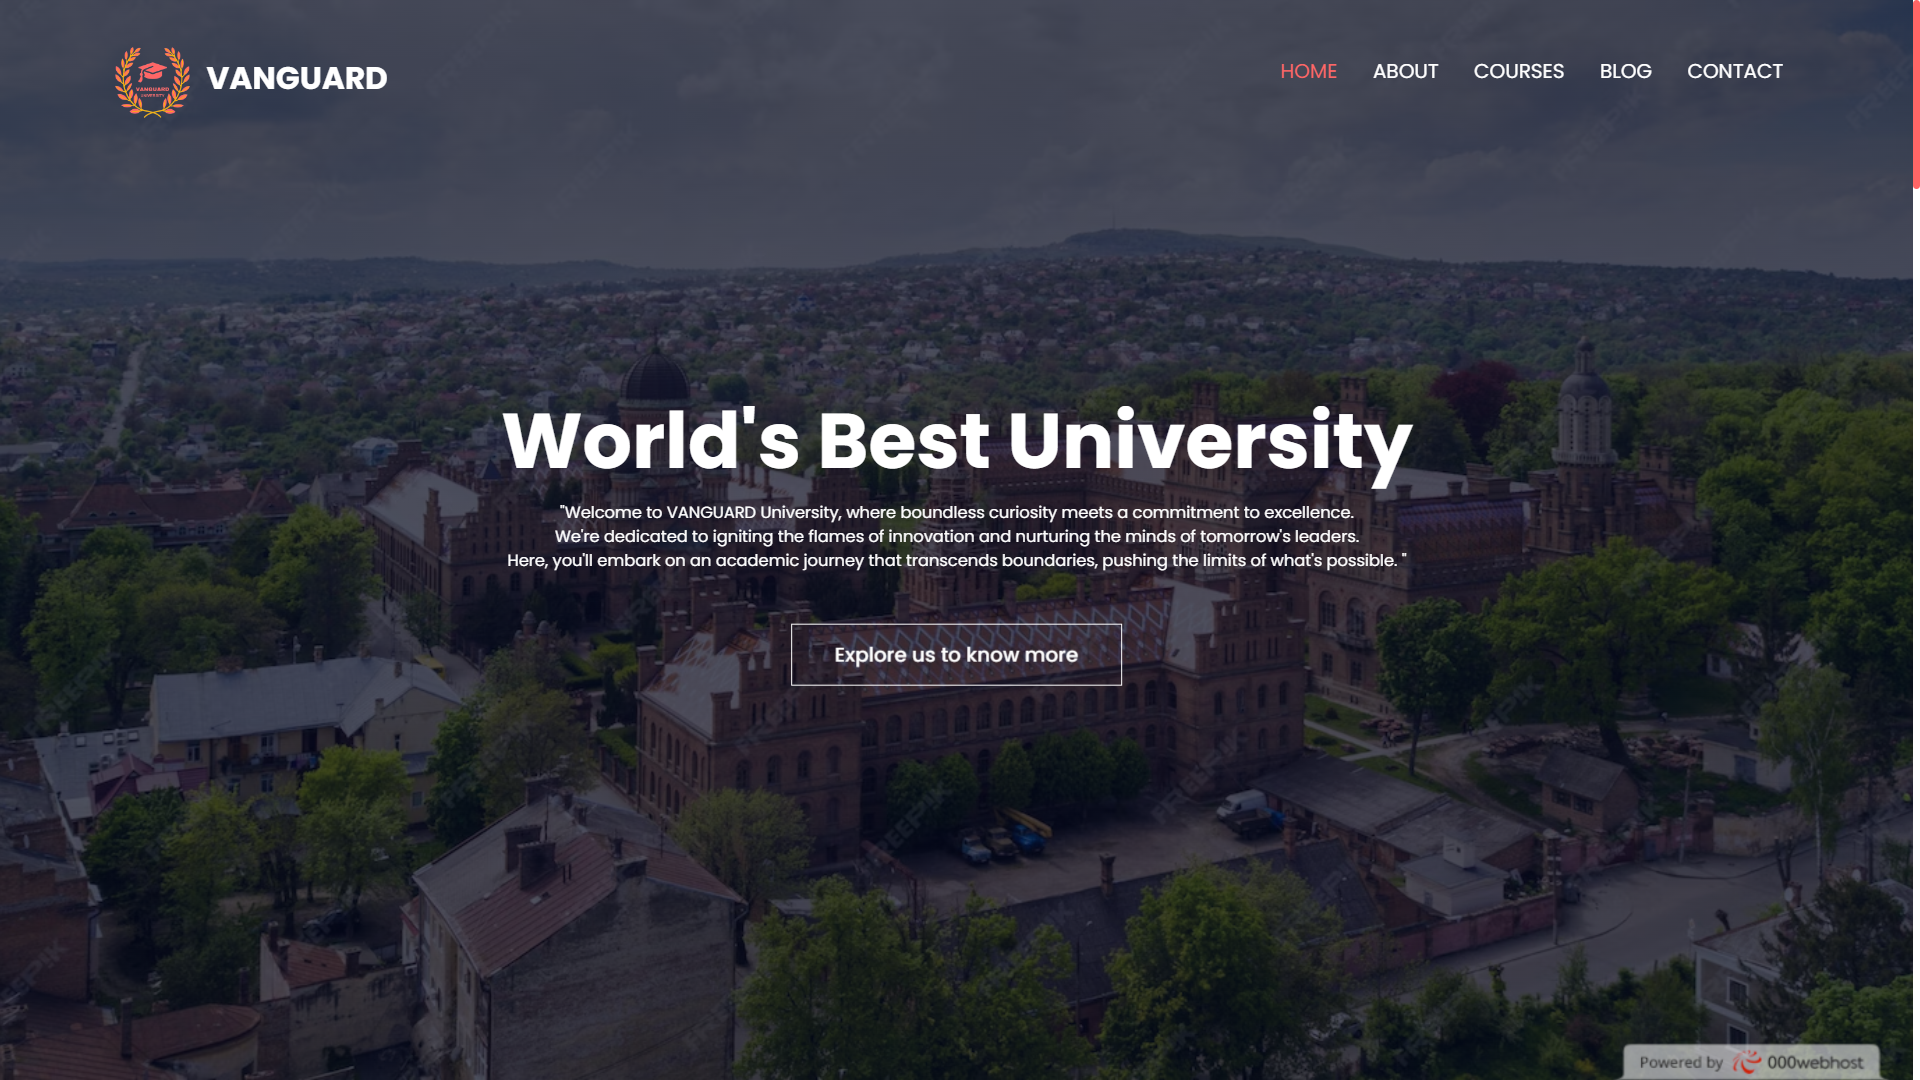 VANGUARD
UNIVERSITY
VANGUARD
HOME
ABOUT
COURSES
BLOG
CONTACT
World's Best University
"Welcome to VANGUARD University, where boundless curiosity meets a commitment to excellence.
We're dedicated to igniting the flames of innovation and nurturing the minds of tomorrow's leaders.
Here, you'll embark on an academic journey that transcends boundaries, pushing the limits of what's possible. "
Explore us to know more
Powered by 000webhost